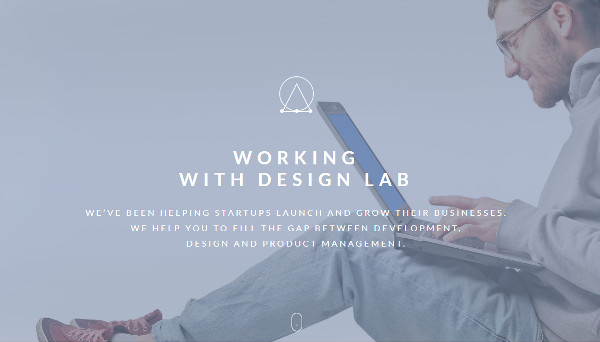 WORKING
WITH DESIGN LAB
WE'VE BEEN HELPING STARTUPS LAUNCH AND GROW THEIR BUSINESSES.
WE HELP YOU TO FILL THE GAP BETWEEN DEVELOPMENT,
DESIGN AND PRODUCT MANAGEMENT.